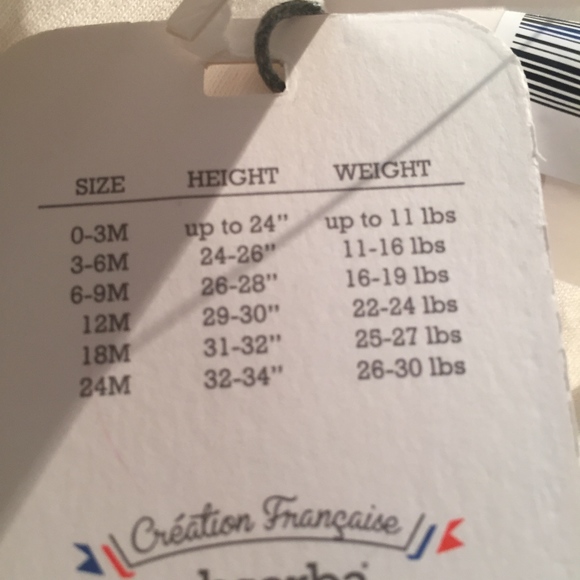 SIZE HEIGHT WEIGHT
0-3M up to 24" up to 11 lbs
3-6M 24-26" 11-16 lbs
6-9M 26-28" 16-19 lbs
12M 29-30" 22-24 lbs
18M 31-32" 25-27 lbs
24M 32-34" 26-30 lbs
Création Française